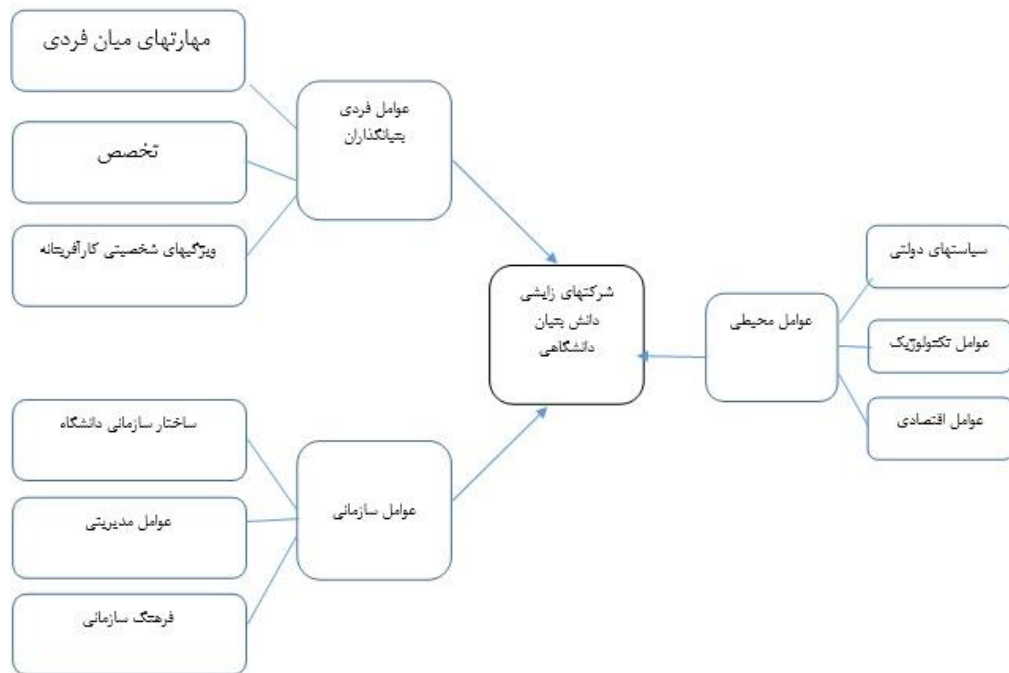 مهارتهای میان فردی
تخصص
ویژگیهای شخصیتی کارآفرینانه
عوامل فردی
بنیانگذاران
شرکتهای زایشی
دانش بنیان
دانشگاهی
عوامل محیطی
سیاستهای دولتی
عوامل تکنولوژیک
عوامل اقتصادی
ساختار سازمانی دانشگاه
عوامل مدیریتی
فرهنگ سازمانی
عوامل سازمانی